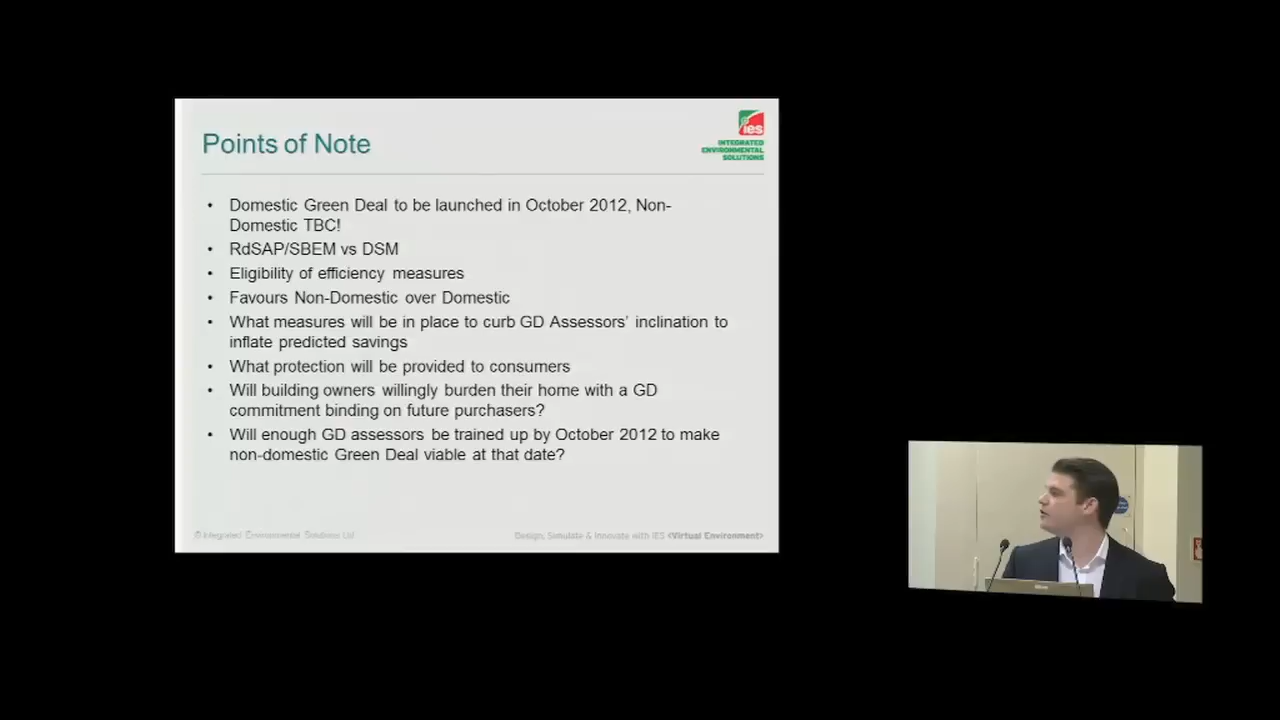 Points of Note
ies
INTEGRATED
ENVIRONMENTAL
SOLUTIONS
• Domestic Green Deal to be launched in October 2012, Non-
Domestic TBC!
• RdSAP/SBEM vs DSM
• Eligibility of efficiency measures
• Favours Non-Domestic over Domestic
• What measures will be in place to curb GD Assessors' inclination to
inflate predicted savings
• What protection will be provided to consumers
• Will building owners willingly burden their home with a GD
commitment binding on future purchasers?
• Will enough GD assessors be trained up by October 2012 to make
non-domestic Green Deal viable at that date?
© Integrated Environmental Solutions Ltd
Design, Simulate & Innovate with IES <Virtual Environment>